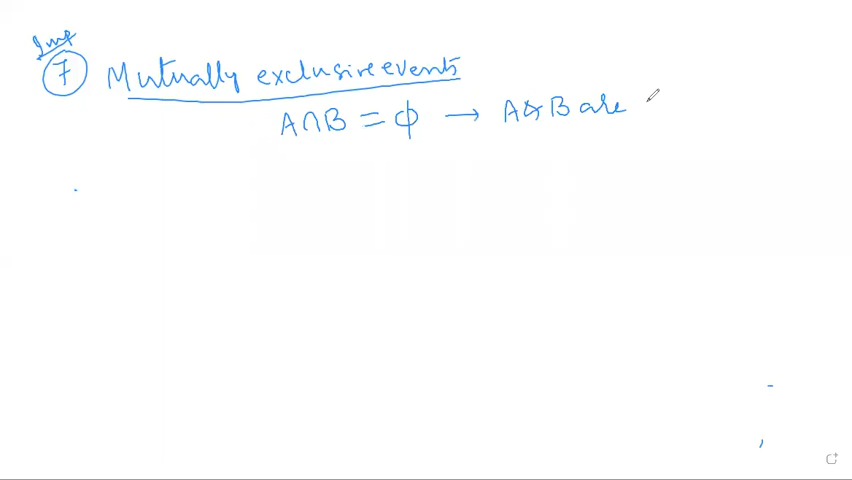 Imp
7 Mutually exclusive events
A∩B = ϕ → A & B are